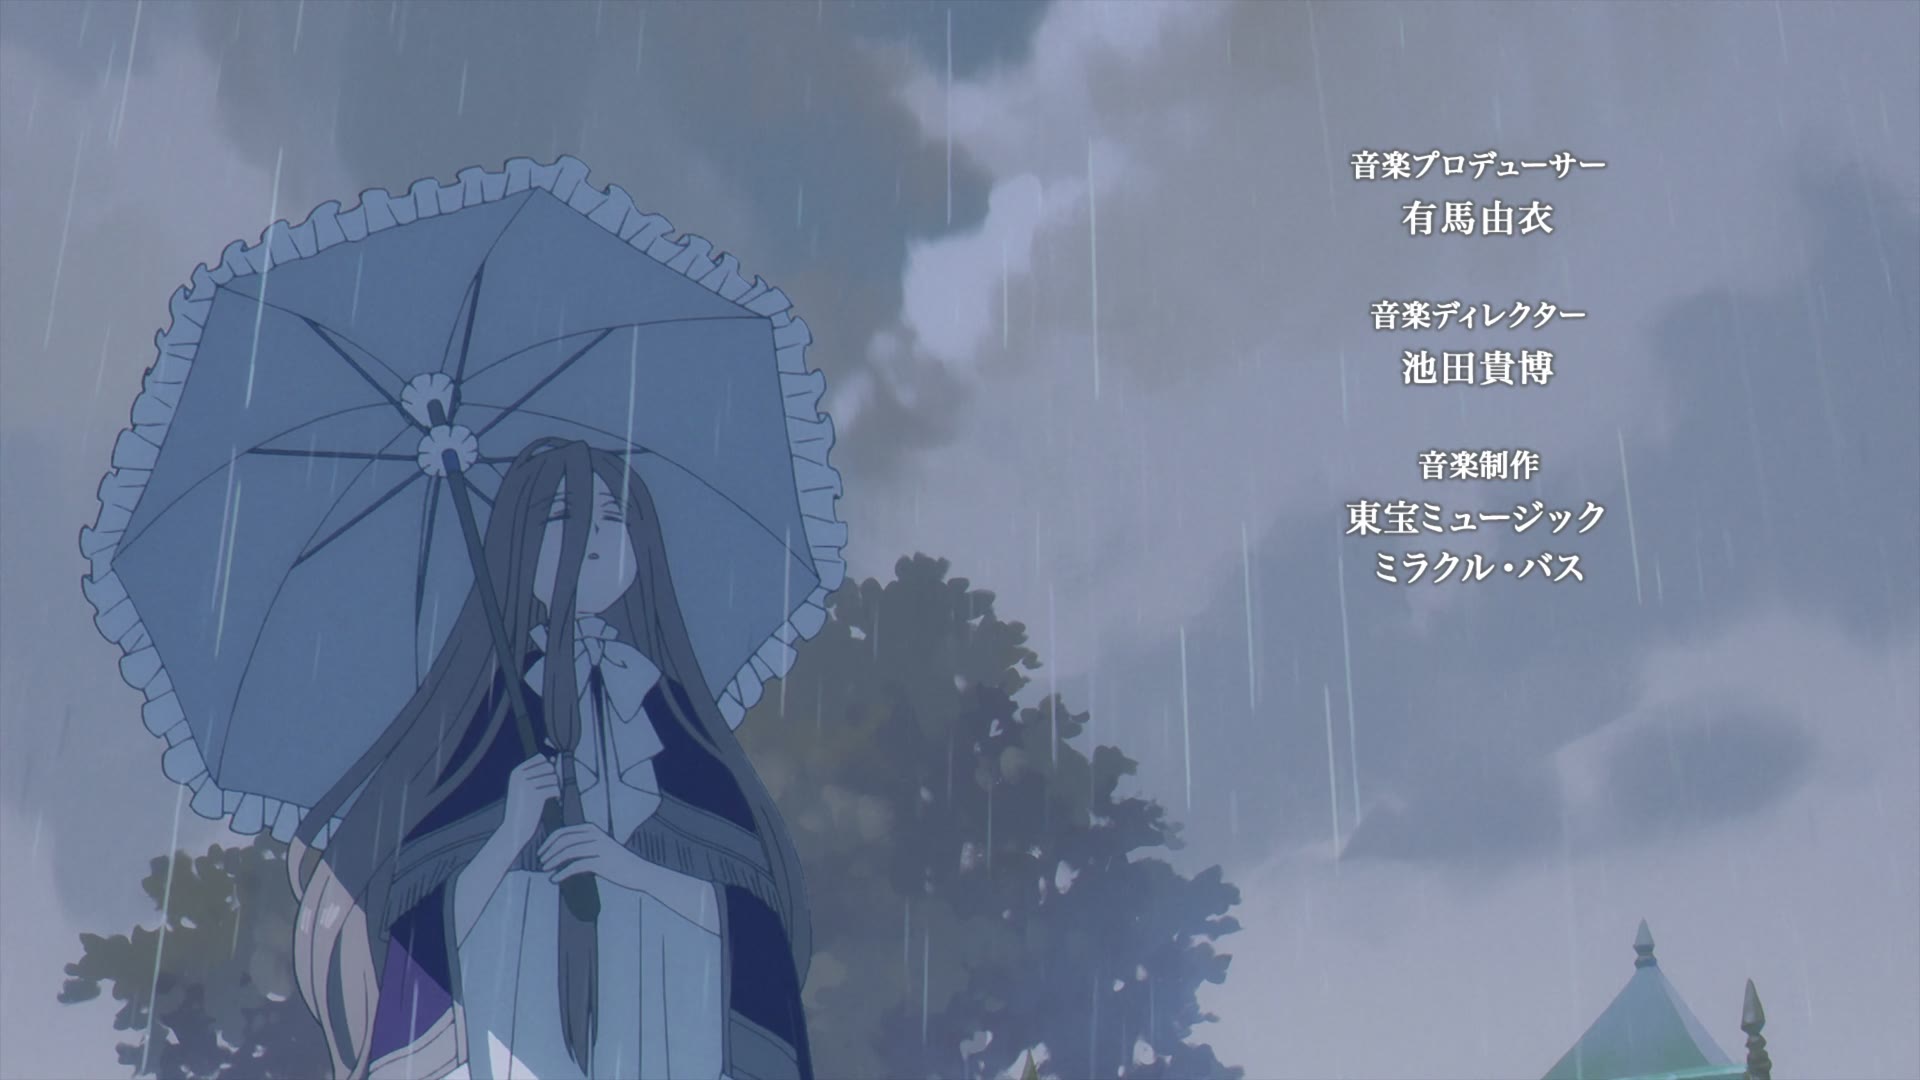 音楽プロデューサー
有馬由衣
音楽ディレクター
池田貴博
音楽制作
東宝ミュージック
ミラクル・バス